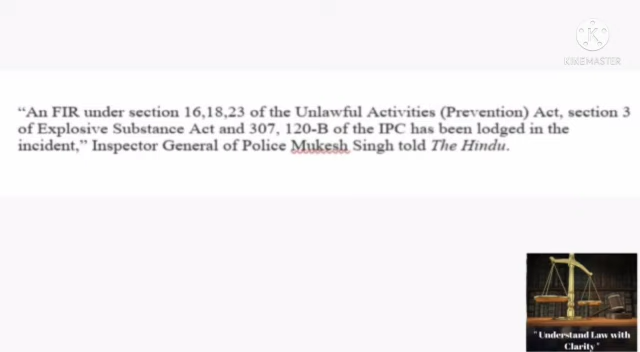 K
KINEMASTER
“An FIR under section 16,18,23 of the Unlawful Activities (Prevention) Act, section 3
of Explosive Substance Act and 307, 120-B of the IPC has been lodged in the
incident,” Inspector General of Police Mukesh Singh told The Hindu.
" Understand Law with
Clarity "